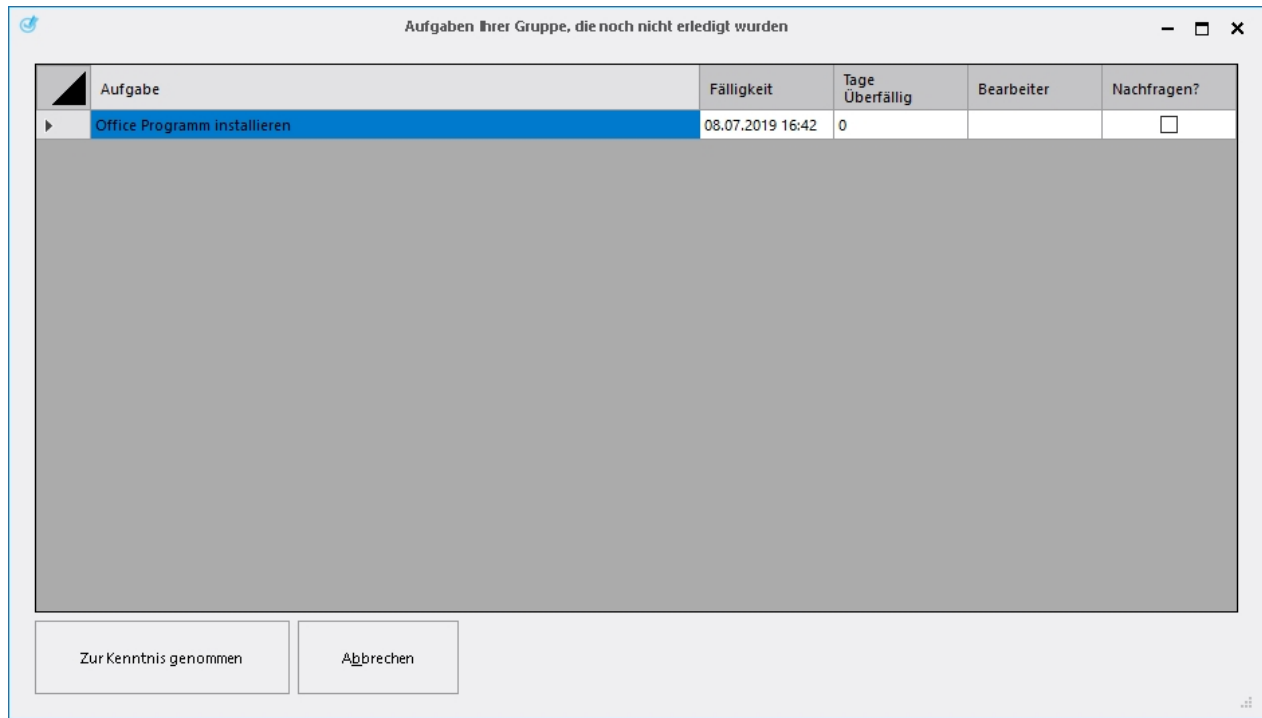 Aufgaben Ihrer Gruppe, die noch nicht erledigt wurden
Aufgabe
Fälligkeit
Tage
Überfällig
Bearbeiter
Nachfragen?
Office Programm installieren
08.07.2019 16:42
0
Zur Kenntnis genommen
Abbrechen